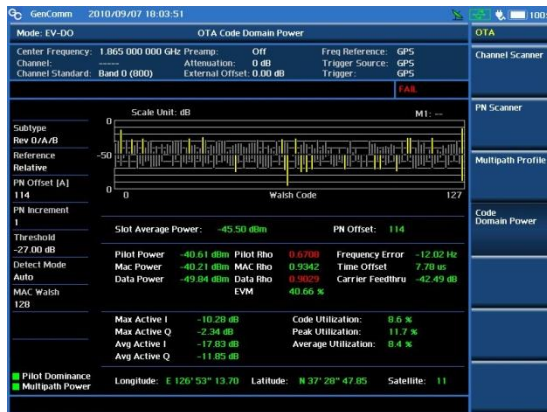 GenComm 2010/09/07 18:03:51 100%
Mode: EV-DO OTA Code Domain Power OTA
Center Frequency: 1.865 000 000 GHz Preamp: Off Freq Reference: GPS
Channel: ----- Attenuation: 0 dB Trigger Source: GPS
Channel Standard: Band 0 (800) External Offset: 0.00 dB Trigger: GPS
Channel Scanner
FAIL
Scale Unit: dB M1: --
PN Scanner
0
Subtype
Rev 0/A/B
Reference
Relative
-50
Multipath Profile
PN Offset [A]
114
0
0 Walsh Code 127
PN Increment
1
Code
Domain Power
Slot Average Power: -45.50 dBm PN Offset: 114
Threshold
-27.00 dB
Detect Mode
Auto
MAC Walsh
128
Pilot Power -40.61 dBm Pilot Rho 0.6700 Frequency Error -12.02 Hz
Mac Power -40.21 dBm MAC Rho 0.9342 Time Offset 7.78 us
Data Power -49.84 dBm Data Rho 0.9029 Carrier Feedthru -42.49 dB
EVM 40.66 %
Max Active I -10.28 dB Code Utilization: 8.6 %
Max Active Q -2.34 dB Peak Utilization: 11.7 %
Avg Active I -17.83 dB Average Utilization: 8.4 %
Avg Active Q -11.85 dB
Pilot Dominance
Multipath Power
Longitude: E 126' 53" 13.70 Latitude: N 37' 28" 47.85 Satellite: 11